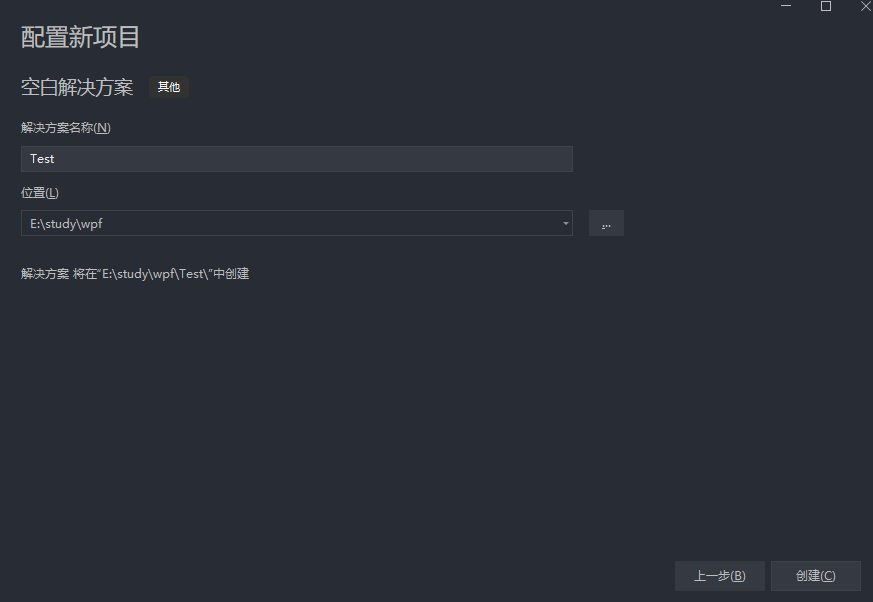 配置新项目
空白解决方案 其他
解决方案名称(N)
Test
位置(L)
E:\study\wpf
...
解决方案 将在"E:\study\wpf\Test\"中创建
上一步(B) 创建(C)